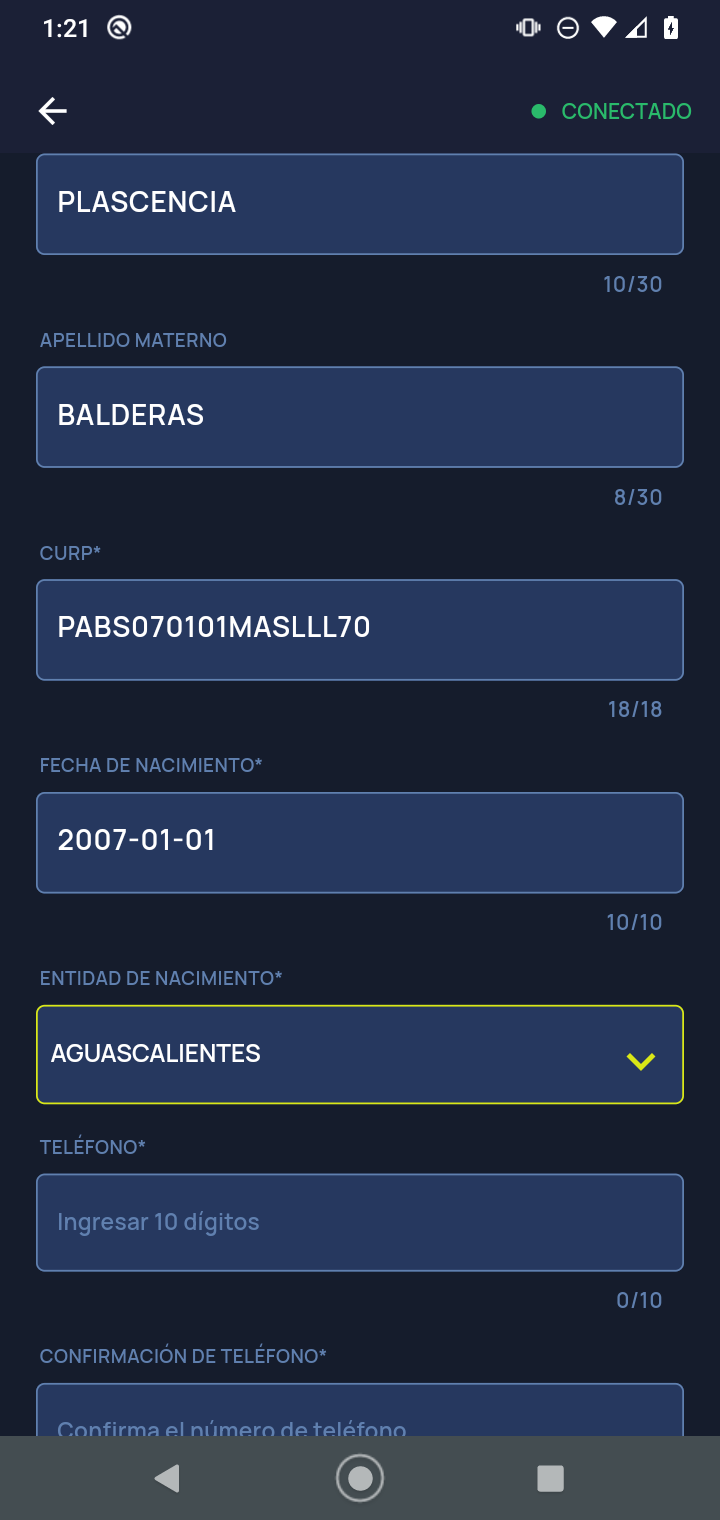 1:21
CONECTADO
PLASCENCIA
10/30
APELLIDO MATERNO
BALDERAS
8/30
CURP*
PABS070101MASLLL70
18/18
FECHA DE NACIMIENTO*
2007-01-01
10/10
ENTIDAD DE NACIMIENTO*
AGUASCALIENTES
TELÉFONO*
Ingresar 10 dígitos
0/10
CONFIRMACIÓN DE TELÉFONO*
Confirma el número de teléfono